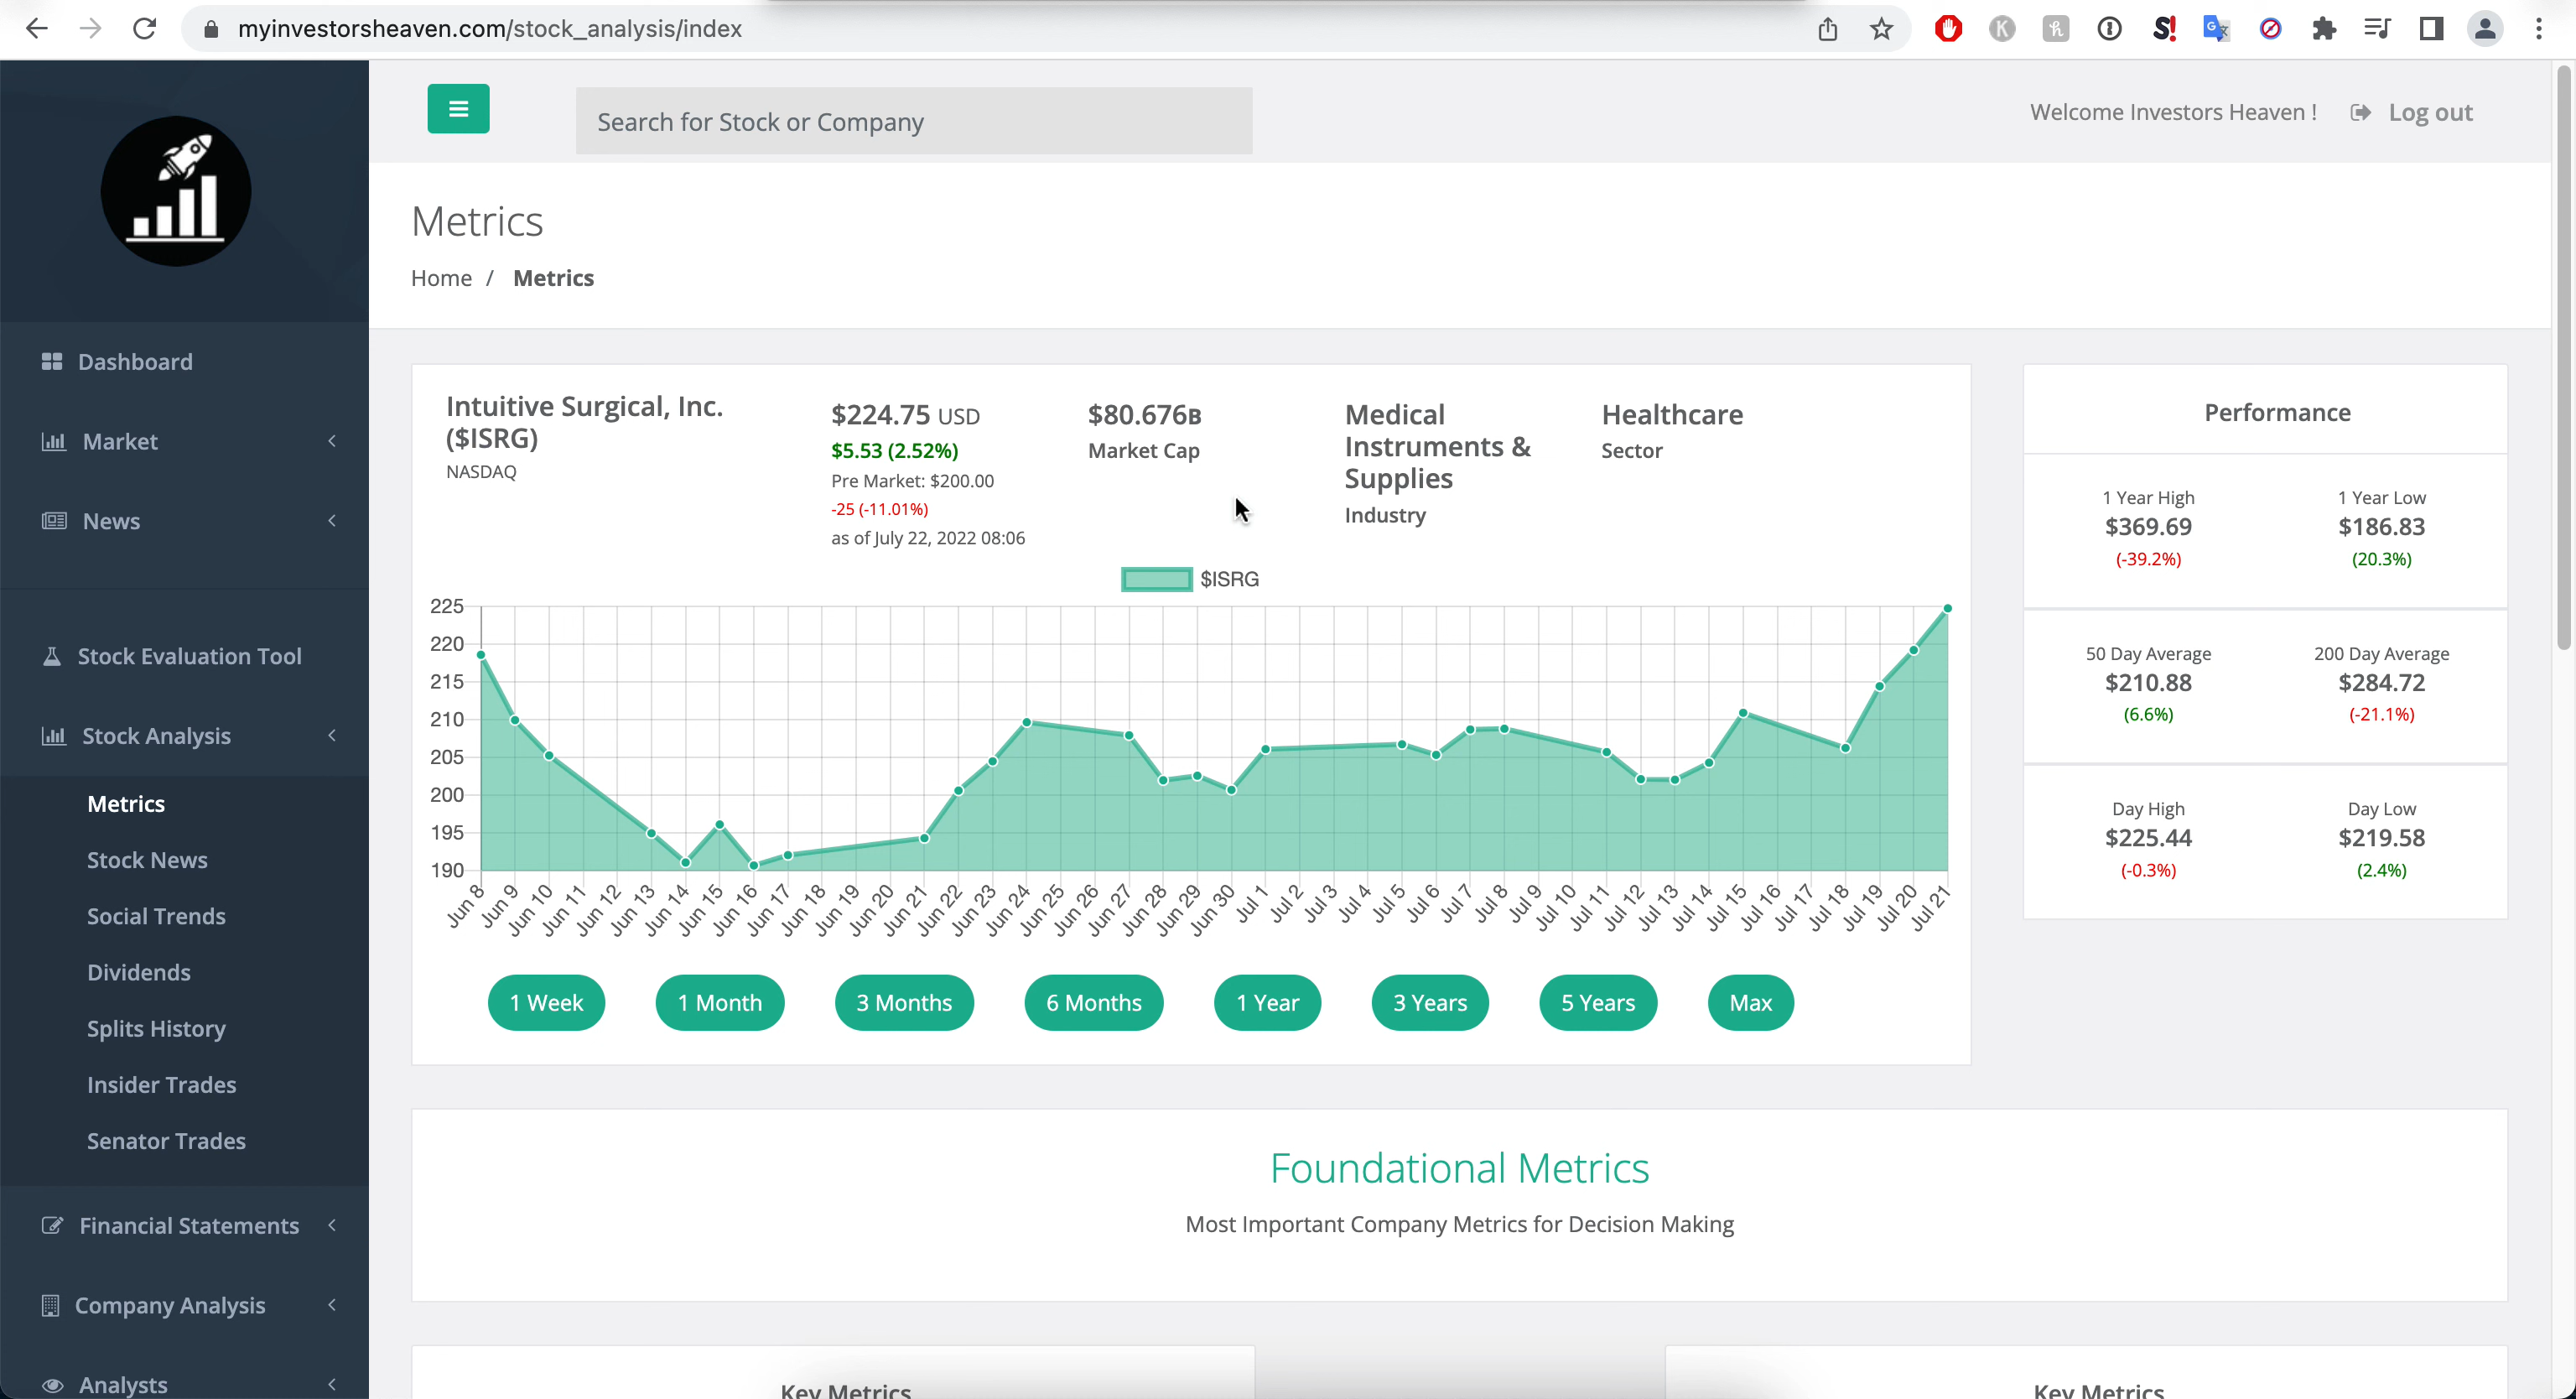 myinvestorsheaven.com/stock_analysis/index
Search for Stock or Company
Welcome Investors Heaven !
Log out
Metrics
Home / Metrics
Dashboard
Market
News
Stock Evaluation Tool
Stock Analysis
Metrics
Stock News
Social Trends
Dividends
Splits History
Insider Trades
Senator Trades
Financial Statements
Company Analysis
Analysts
Intuitive Surgical, Inc.
($ISRG)
NASDAQ
$224.75 USD
$5.53 (2.52%)
Pre Market: $200.00
-25 (-11.01%)
as of July 22, 2022 08:06
$80.676B
Market Cap
Medical
Instruments &
Supplies
Industry
Healthcare
Sector
$ISRG
225
220
215
210
205
200
195
190
Jun 8 Jun 9 Jun 10 Jun 11 Jun 12 Jun 13 Jun 14 Jun 15 Jun 16 Jun 17 Jun 18 Jun 19 Jun 20 Jun 21 Jun 22 Jun 23 Jun 24 Jun 25 Jun 26 Jun 27 Jun 28 Jun 29 Jun 30 Jul 1 Jul 2 Jul 3 Jul 4 Jul 5 Jul 6 Jul 7 Jul 8 Jul 9 Jul 10 Jul 11 Jul 12 Jul 13 Jul 14 Jul 15 Jul 16 Jul 17 Jul 18 Jul 19 Jul 20 Jul 21
1 Week 1 Month 3 Months 6 Months 1 Year 3 Years 5 Years Max
Performance
1 Year High 1 Year Low
$369.69 $186.83
(-39.2%) (20.3%)
50 Day Average 200 Day Average
$210.88 $284.72
(6.6%) (-21.1%)
Day High Day Low
$225.44 $219.58
(-0.3%) (2.4%)
Foundational Metrics
Most Important Company Metrics for Decision Making
Key Metrics Key Metrics